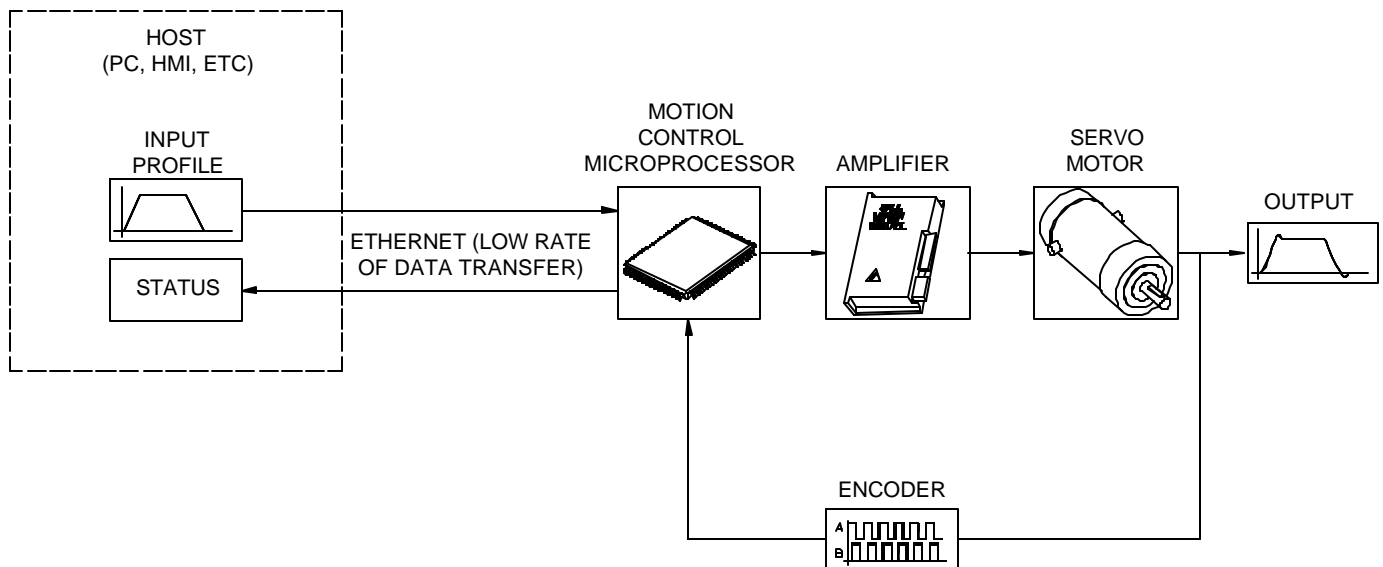 HOST
(PC, HMI, ETC)
INPUT
PROFILE
STATUS
ETHERNET (LOW RATE
OF DATA TRANSFER)
MOTION
CONTROL
MICROPROCESSOR
AMPLIFIER
SERVO
MOTOR
OUTPUT
ENCODER
A
B